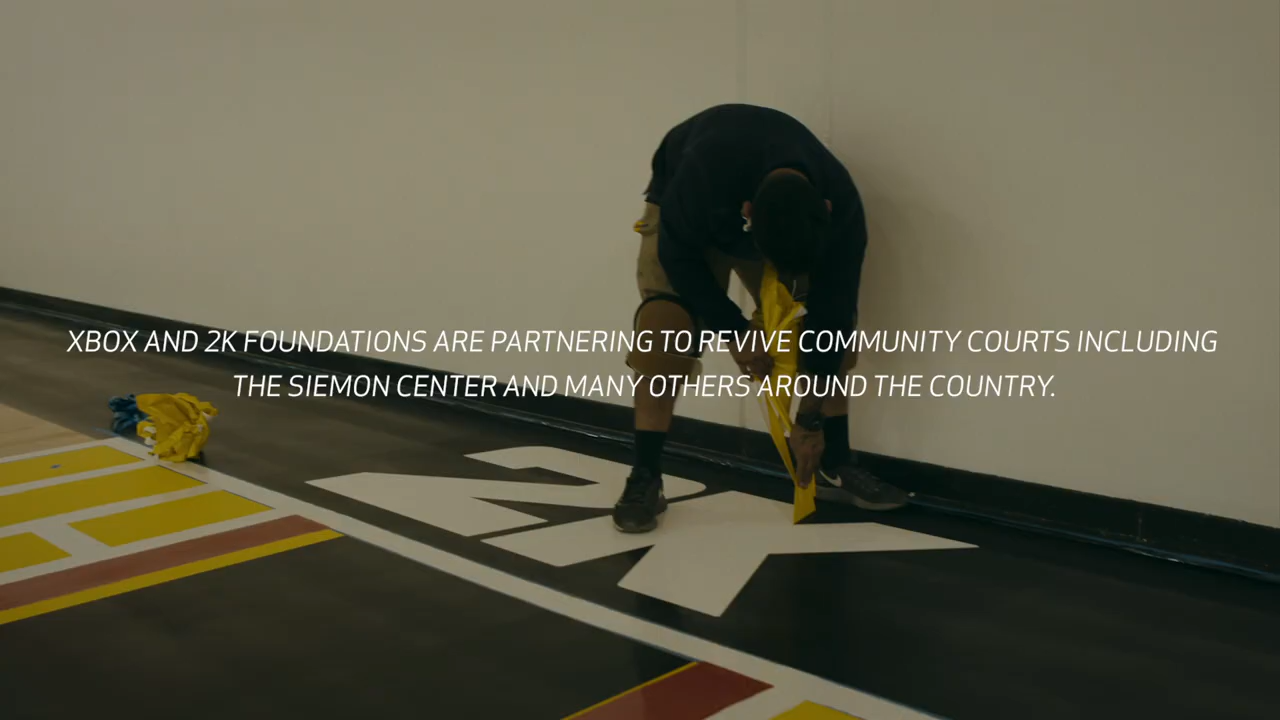 XBOX AND 2K FOUNDATIONS ARE PARTNERING TO REVIVE COMMUNITY COURTS INCLUDING
THE SIEMON CENTER AND MANY OTHERS AROUND THE COUNTRY.
2K